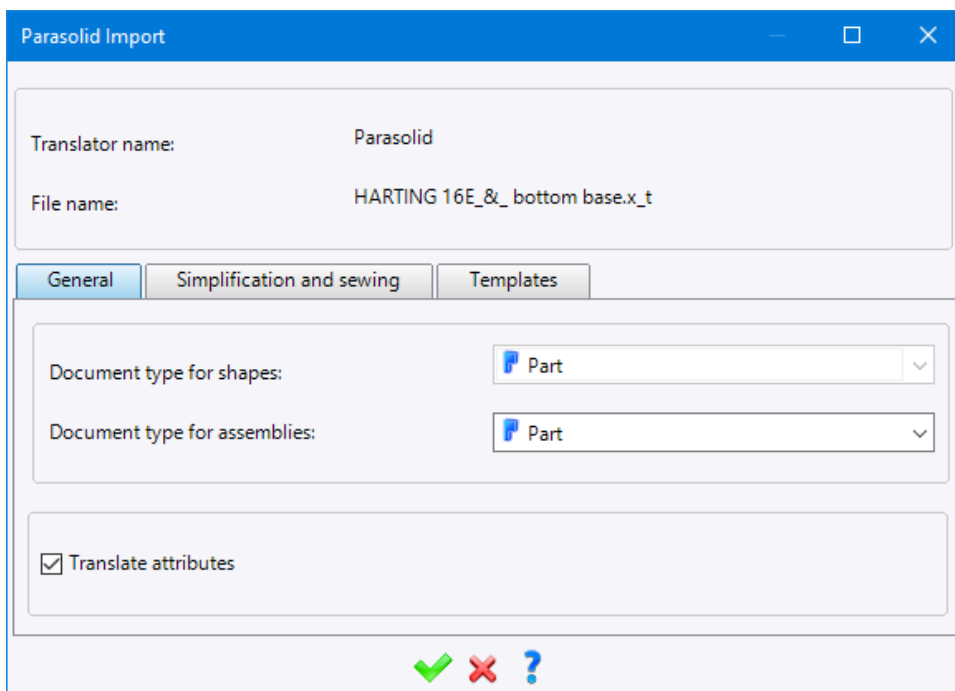 Parasolid Import
Translator name: Parasolid
File name: HARTING 16E_&_ bottom base.x_t
General Simplification and sewing Templates
Document type for shapes: Part
Document type for assemblies: Part
Translate attributes
?